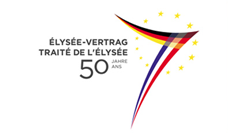 ÉLYSÉE-VERTRAG
TRAITÉ DE L'ÉLYSÉE
50 JAHRE
ANS